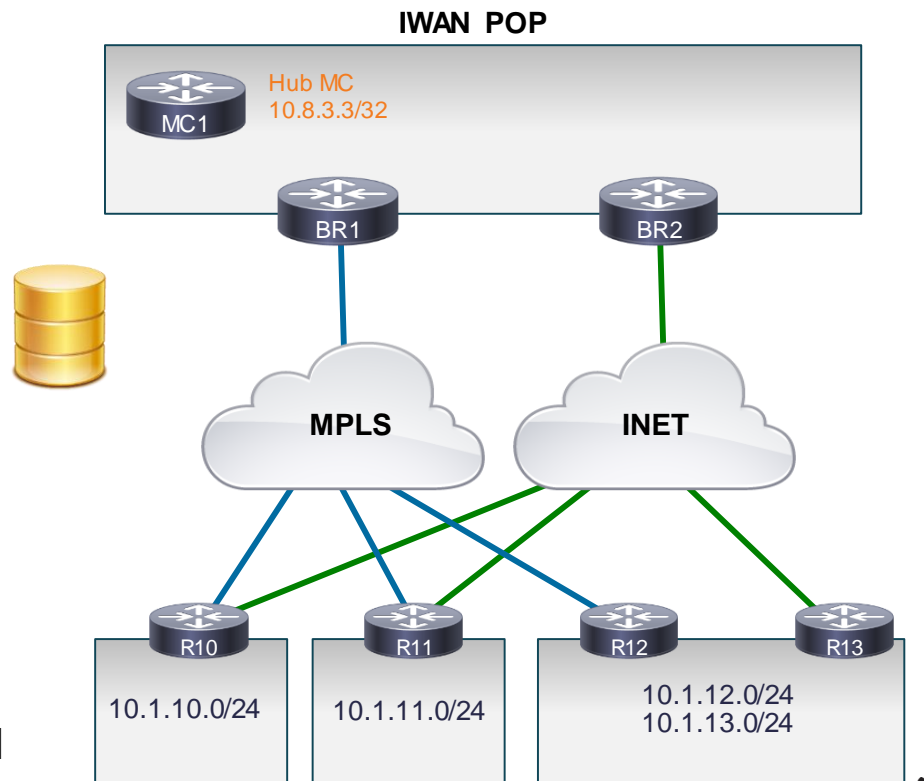 IWAN POP
Hub MC
10.8.3.3/32
MC1
BR1
BR2
MPLS
INET
R10
R11
R12
R13
10.1.10.0/24
10.1.11.0/24
10.1.12.0/24
10.1.13.0/24